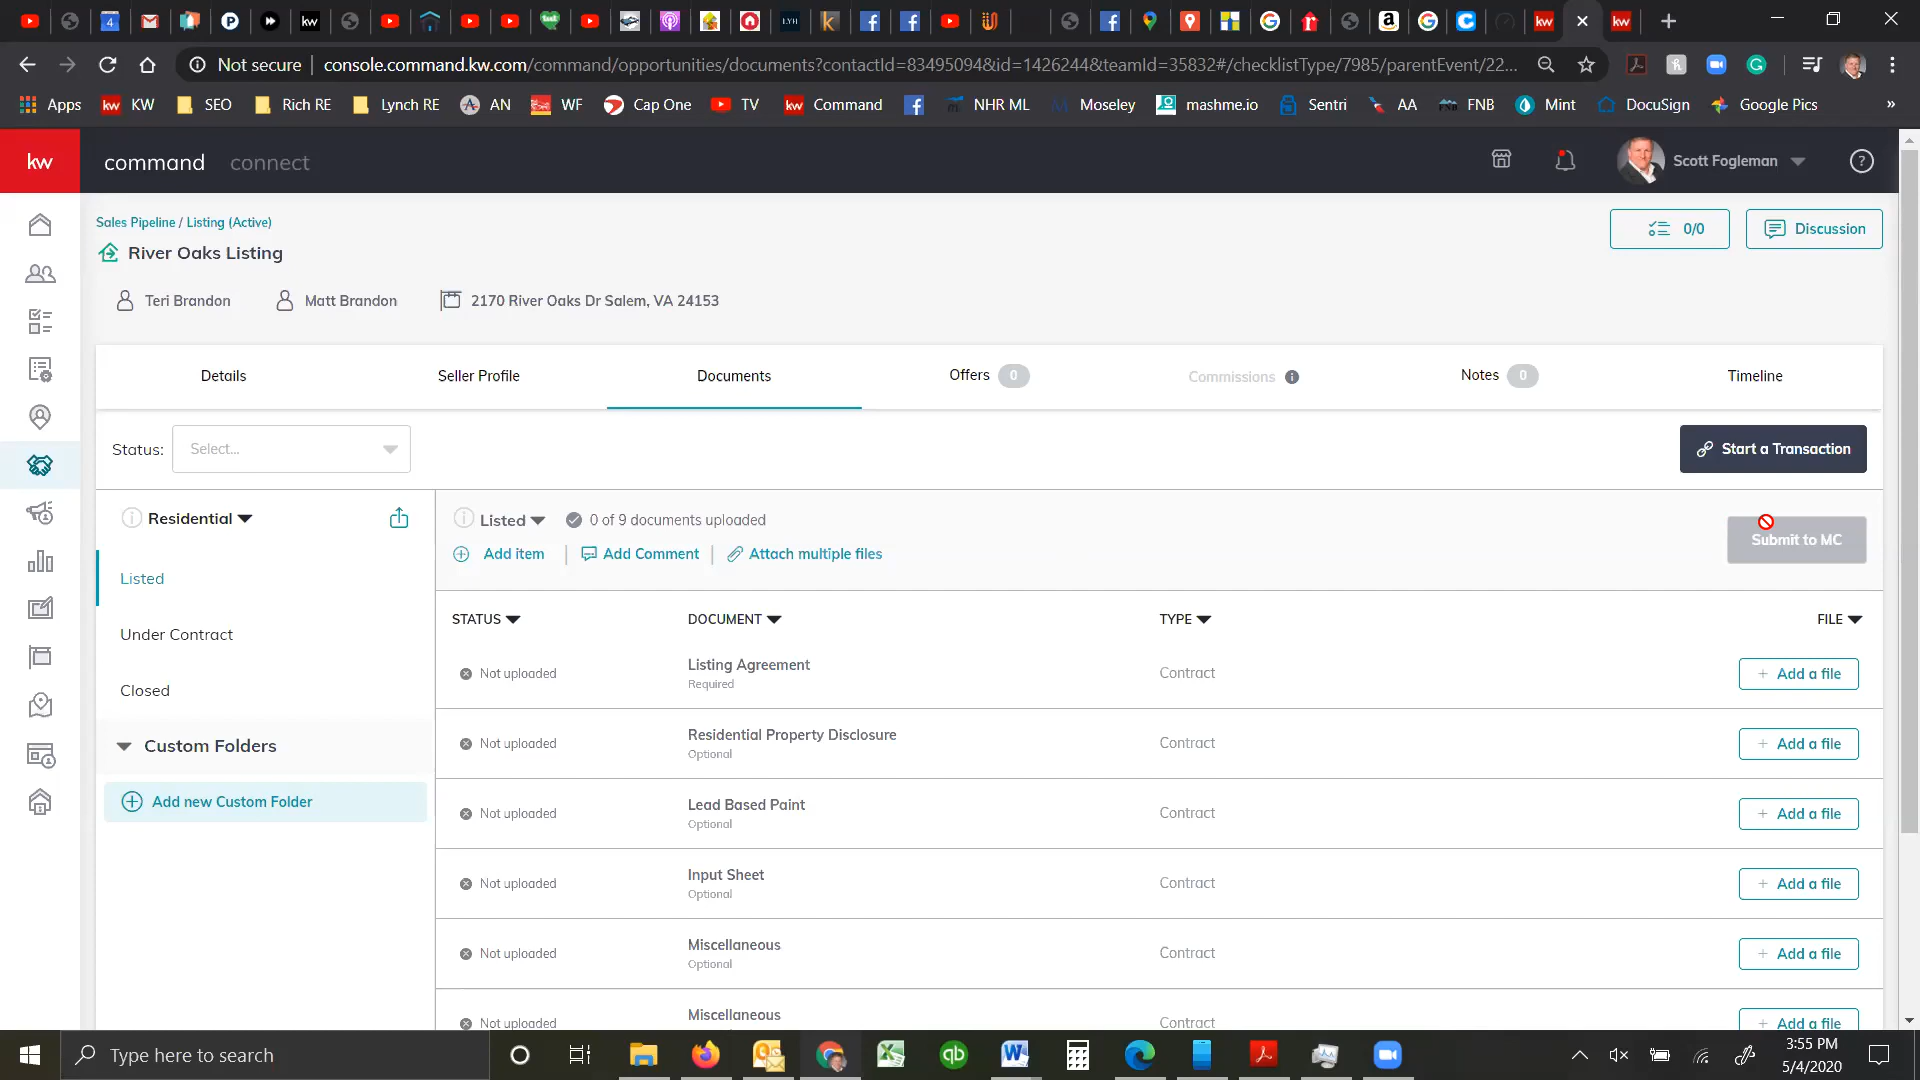 Not secure | console.command.kw.com/command/opportunities/documents?contactId=83495094&id=1426244&teamId=35832#/checklistType/7985/parentEvent/22...
Apps KW SEO Rich RE Lynch RE AN WF Cap One TV Command NHR ML Moseley mashme.io Sentri AA FNB Mint DocuSign Google Pics »
kw command connect Scott Fogleman
Sales Pipeline / Listing (Active)
0/0 Discussion
River Oaks Listing
Teri Brandon Matt Brandon 2170 River Oaks Dr Salem, VA 24153
Details Seller Profile Documents Offers 0 Commissions Notes 0 Timeline
Status: Select... Start a Transaction
Residential Listed 0 of 9 documents uploaded
Submit to MC
Add item | Add Comment | Attach multiple files
Listed
Under Contract
Closed
Custom Folders
Add new Custom Folder
STATUS DOCUMENT TYPE FILE
Not uploaded Listing Agreement Contract + Add a file
Required
Not uploaded Residential Property Disclosure Contract + Add a file
Optional
Not uploaded Lead Based Paint Contract + Add a file
Optional
Not uploaded Input Sheet Contract + Add a file
Optional
Not uploaded Miscellaneous Contract + Add a file
Optional
Not uploaded Miscellaneous Contract + Add a file
Type here to search
3:55 PM
5/4/2020